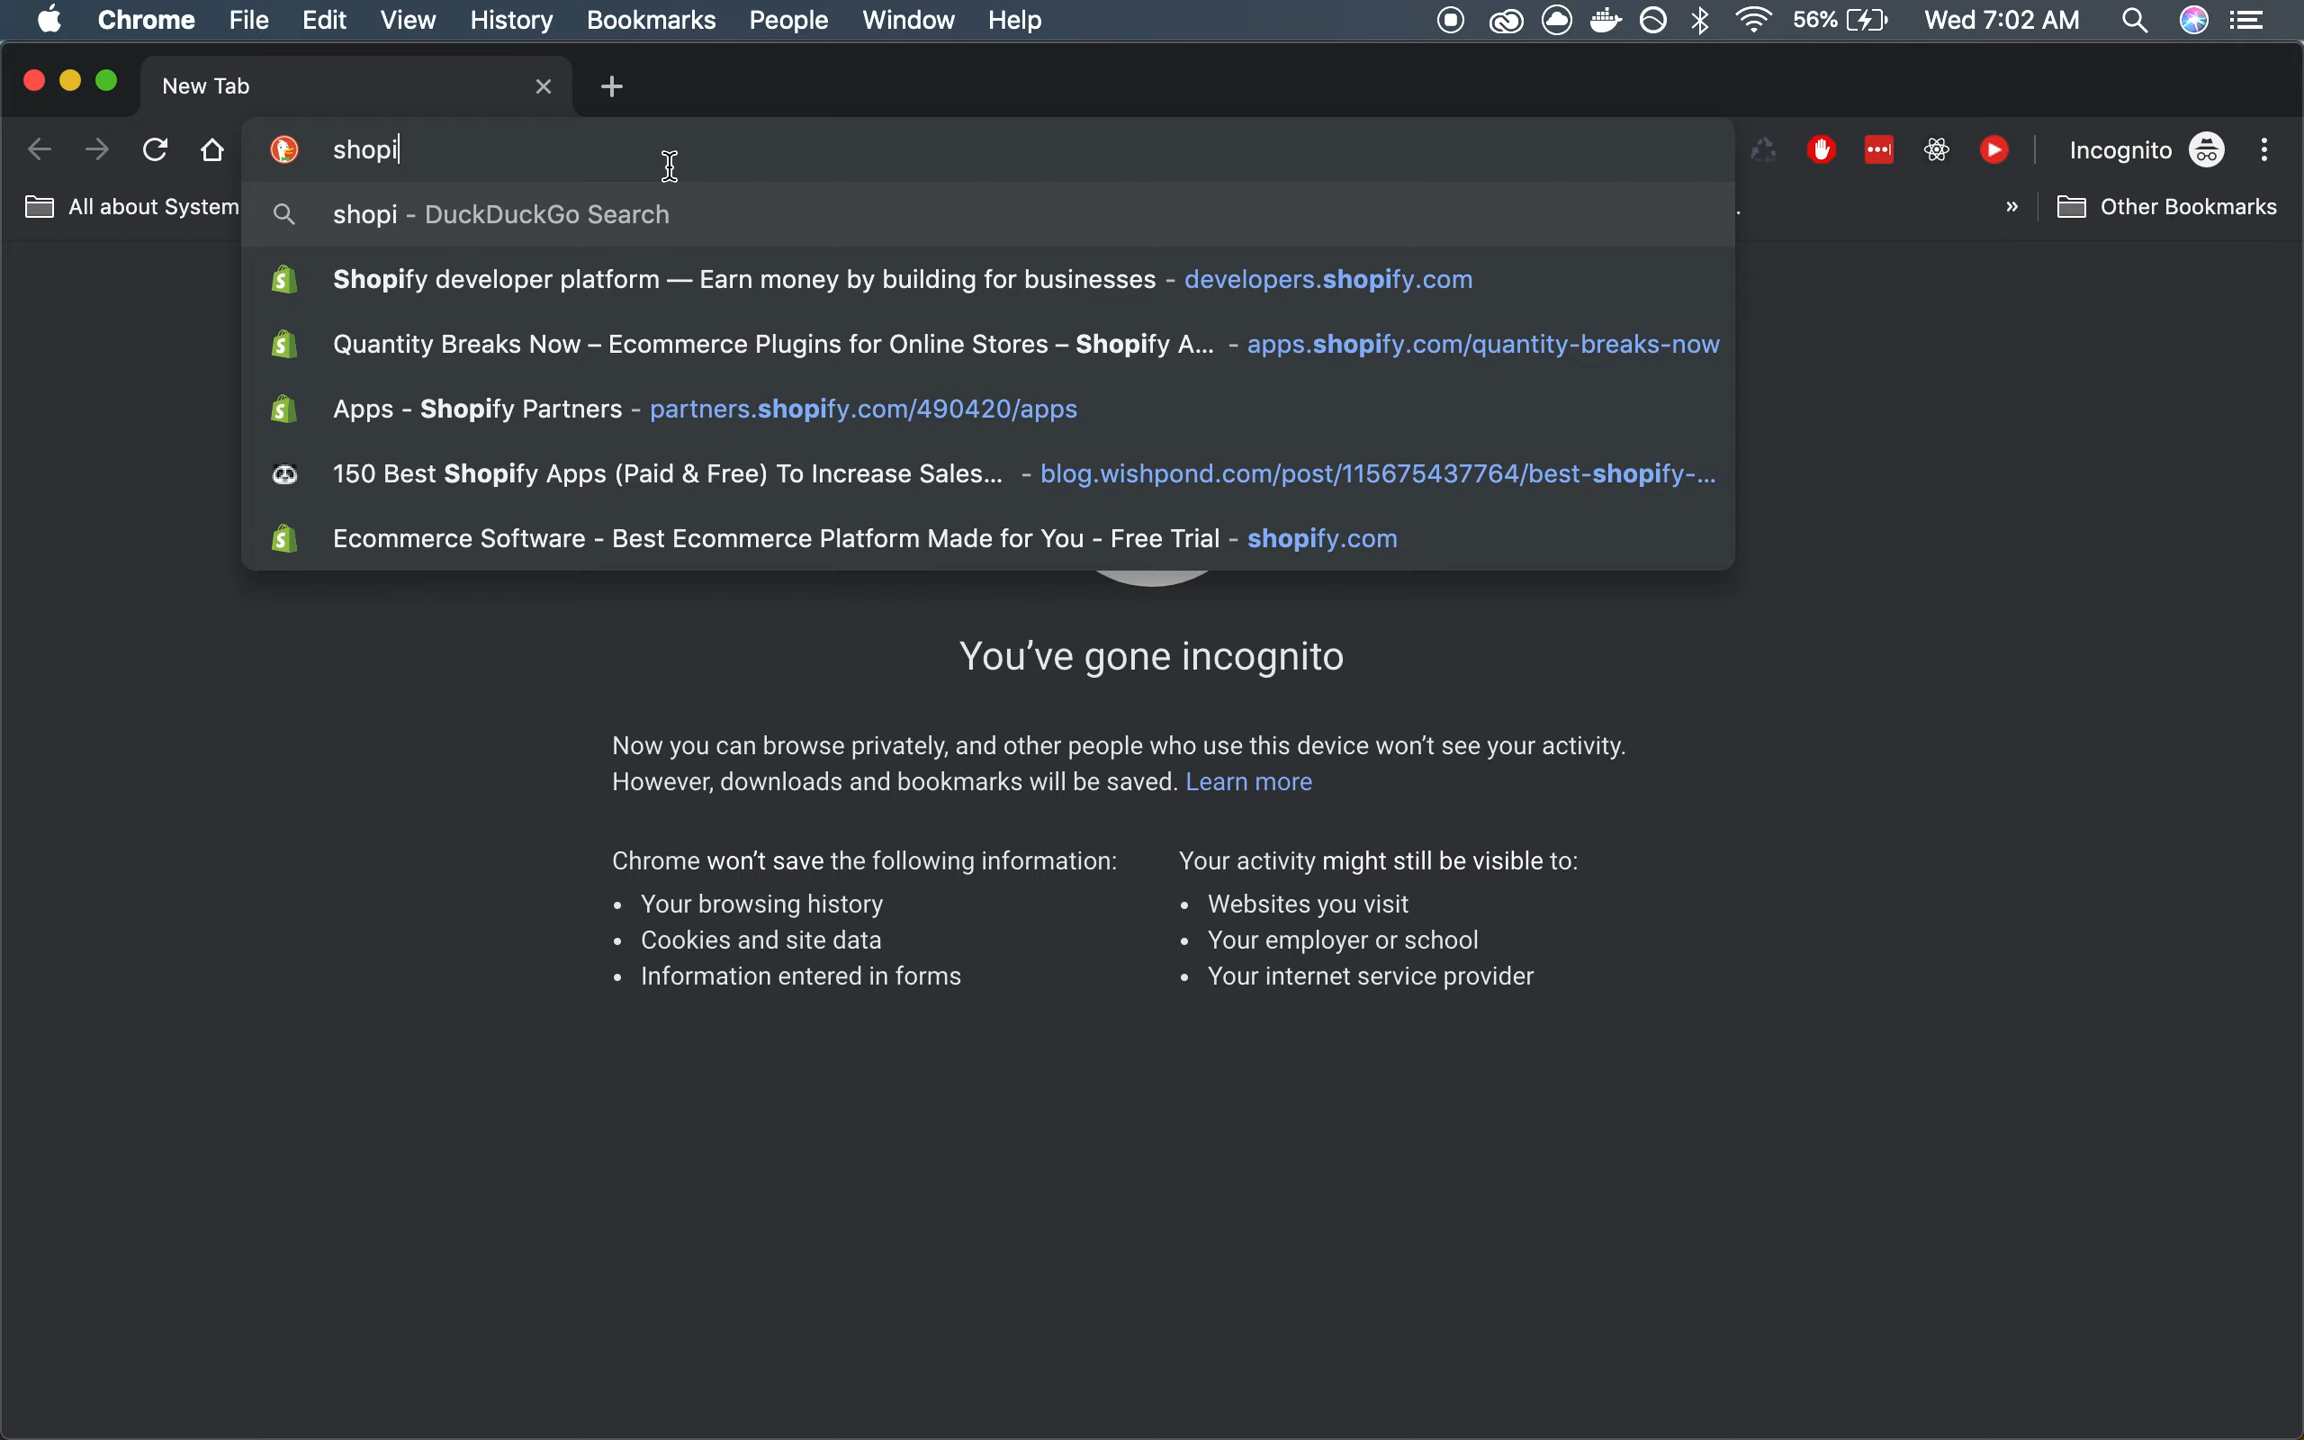 Chrome File Edit View History Bookmarks People Window Help 56% Wed 7:02 AM
New Tab
shopi
Incognito
All about System
Other Bookmarks
shopi - DuckDuckGo Search
Shopify developer platform — Earn money by building for businesses - developers.shopify.com
Quantity Breaks Now – Ecommerce Plugins for Online Stores – Shopify A... - apps.shopify.com/quantity-breaks-now
Apps - Shopify Partners - partners.shopify.com/490420/apps
150 Best Shopify Apps (Paid & Free) To Increase Sales... - blog.wishpond.com/post/115675437764/best-shopify-...
Ecommerce Software - Best Ecommerce Platform Made for You - Free Trial - shopify.com
You've gone incognito
Now you can browse privately, and other people who use this device won't see your activity.
However, downloads and bookmarks will be saved. Learn more
Chrome won't save the following information:
• Your browsing history
• Cookies and site data
• Information entered in forms
Your activity might still be visible to:
• Websites you visit
• Your employer or school
• Your internet service provider